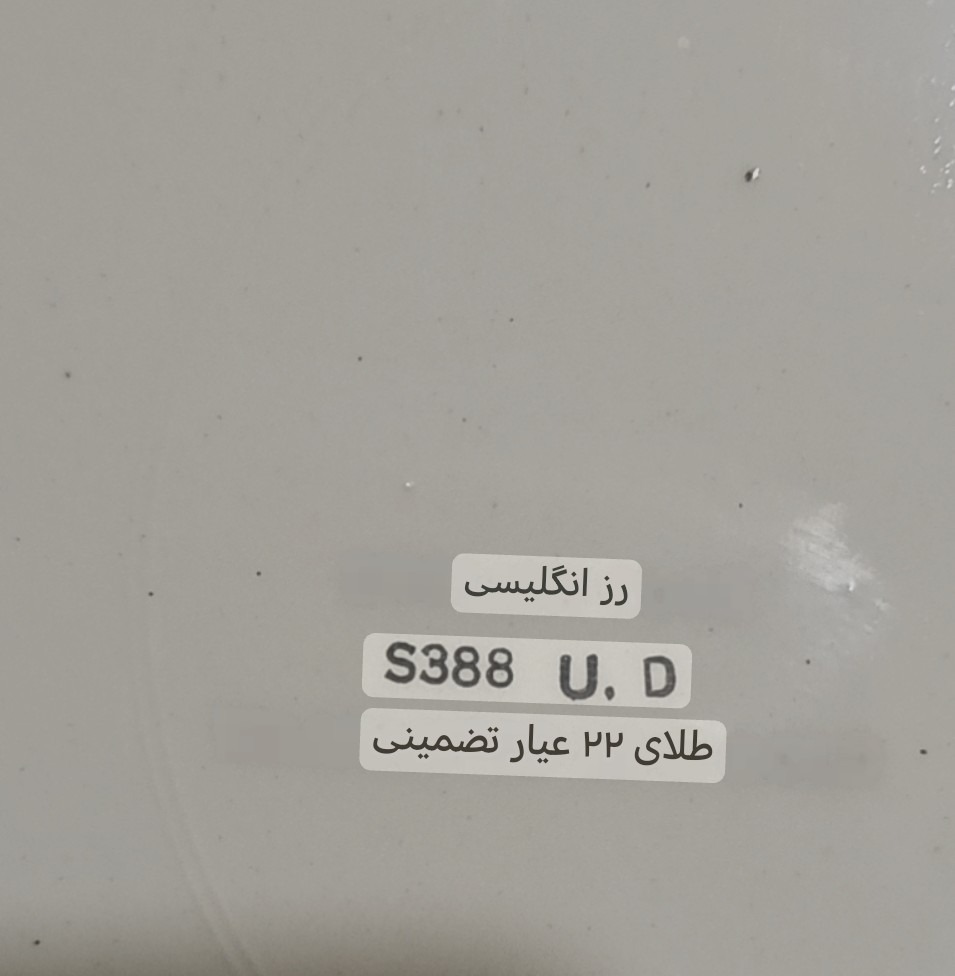 رز انگلیسی
S388 U. D
طلای ۲۲ عیار تضمینی